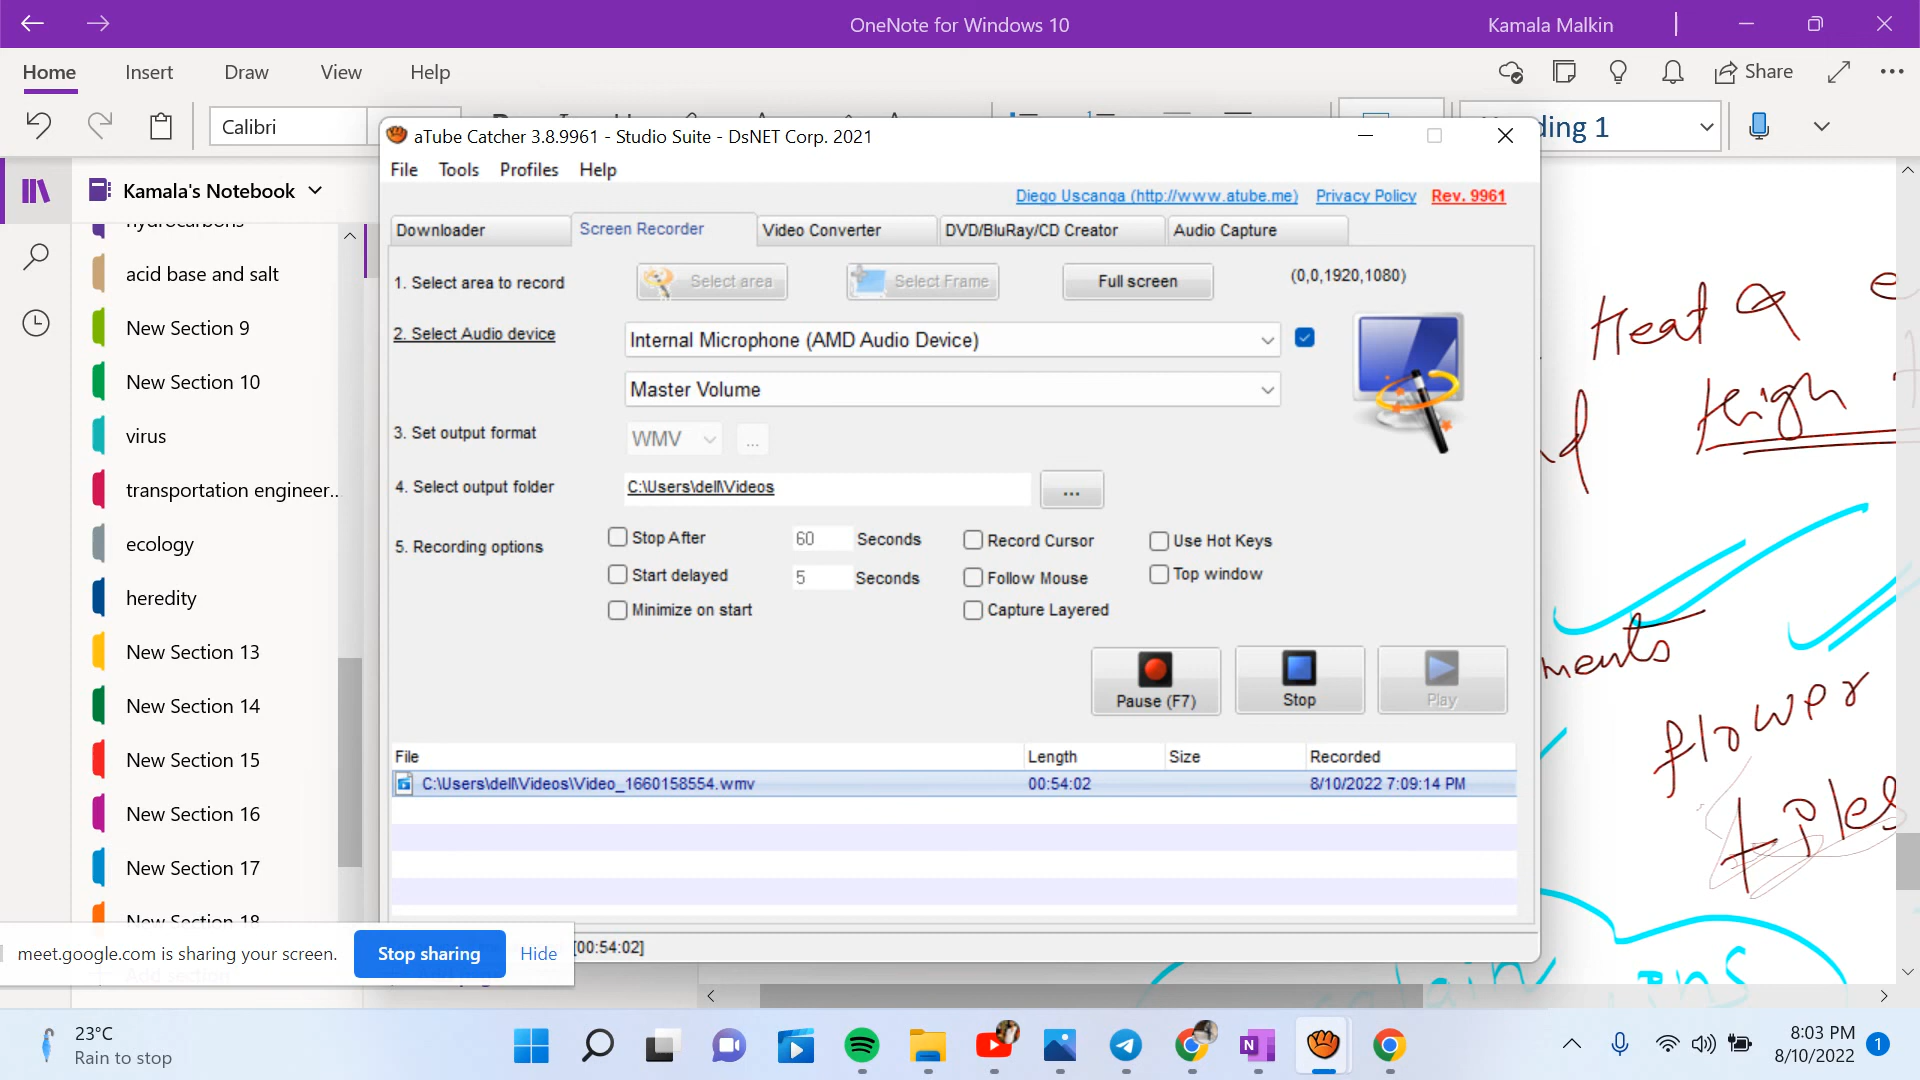 OneNote for Windows 10
Kamala Malkin
Home Insert Draw View Help
Share
Calibri
ding 1
Kamala's Notebook
hydrocarbons
acid base and salt
New Section 9
New Section 10
virus
transportation engineer...
ecology
heredity
New Section 13
New Section 14
New Section 15
New Section 16
New Section 17
New Section 18
aTube Catcher 3.8.9961 - Studio Suite - DsNET Corp. 2021
File Tools Profiles Help
Diego Uscanga (http://www.atube.me) Privacy Policy Rev. 9961
Downloader Screen Recorder Video Converter DVD/BluRay/CD Creator Audio Capture
1. Select area to record Select area Select Frame Full screen (0,0,1920,1080)
2. Select Audio device Internal Microphone (AMD Audio Device)
Master Volume
3. Set output format WMV ...
4. Select output folder C:\Users\dell\Videos ...
5. Recording options
Stop After 60 Seconds Record Cursor Use Hot Keys
Start delayed 5 Seconds Follow Mouse Top window
Minimize on start Capture Layered
Pause (F7) Stop Play
File Length Size Recorded
C:\Users\dell\Videos\Video_1660158554.wmv 00:54:02 8/10/2022 7:09:14 PM
[00:54:02]
Heat &
High
ments
flower
tiles
meet.google.com is sharing your screen. Stop sharing Hide
23°C
Rain to stop
8:03 PM
8/10/2022
1